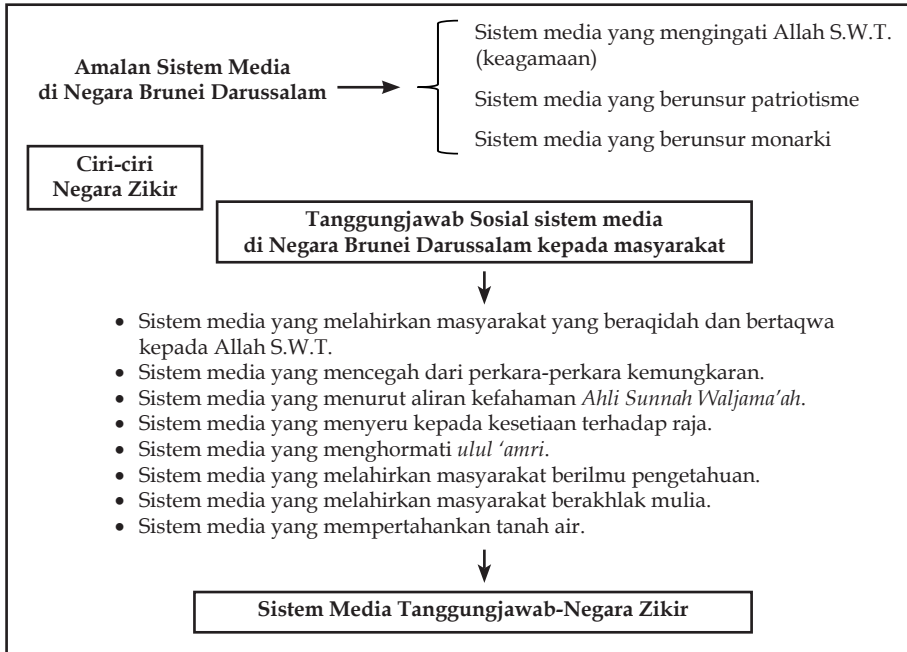 Amalan Sistem Media
di Negara Brunei Darussalam
Sistem media yang mengingati Allah S.W.T.
(keagamaan)
Sistem media yang berunsur patriotisme
Sistem media yang berunsur monarki
Ciri-ciri
Negara Zikir
Tanggungjawab Sosial sistem media
di Negara Brunei Darussalam kepada masyarakat
• Sistem media yang melahirkan masyarakat yang beraqidah dan bertaqwa
kepada Allah S.W.T.
• Sistem media yang mencegah dari perkara-perkara kemungkaran.
• Sistem media yang menurut aliran kefahaman Ahli Sunnah Waljama'ah.
• Sistem media yang menyeru kepada kesetiaan terhadap raja.
• Sistem media yang menghormati ulul ‘amri.
• Sistem media yang melahirkan masyarakat berilmu pengetahuan.
• Sistem media yang melahirkan masyarakat berakhlak mulia.
• Sistem media yang mempertahankan tanah air.
Sistem Media Tanggungjawab-Negara Zikir